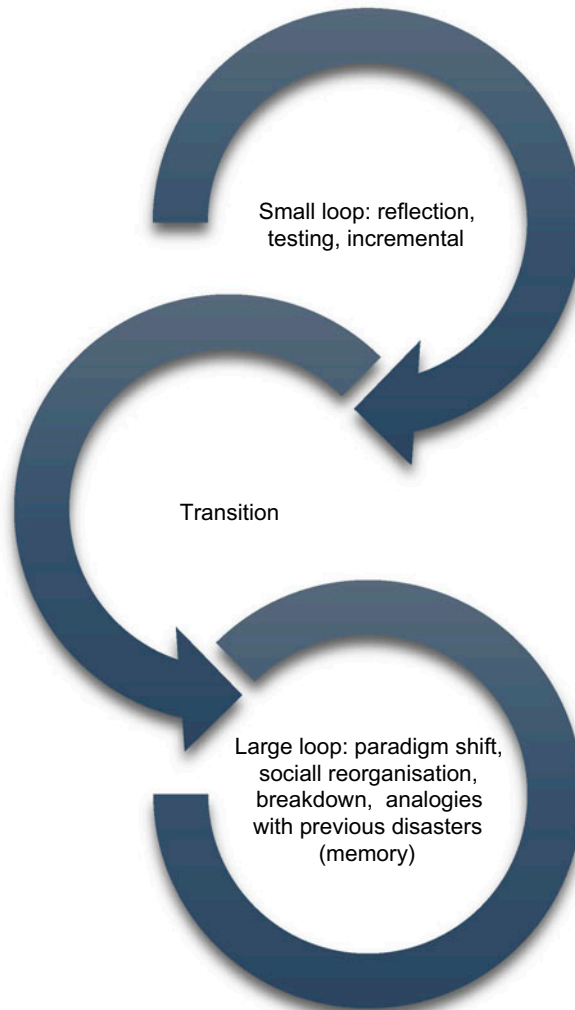 Small loop: reflection,
testing, incremental
Transition
Large loop: paradigm shift,
sociall reorganisation,
breakdown,  analogies
with previous disasters
(memory)